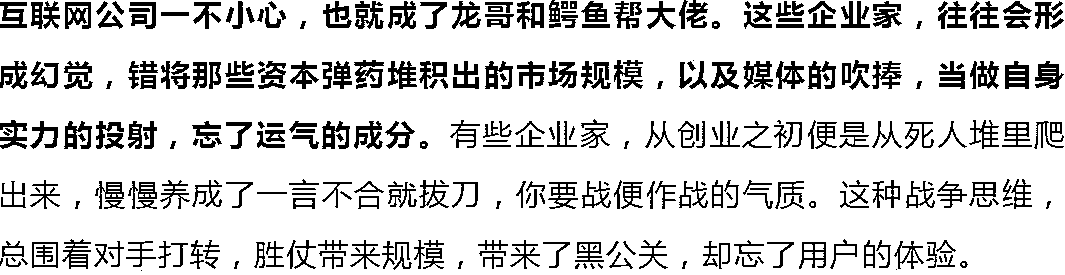 互联网公司一不小心，也就成了龙哥和鳄鱼帮大佬。这些企业家，往往会形
成幻觉，错将那些资本弹药堆积出的市场规模，以及媒体的吹捧，当做自身
实力的投射，忘了运气的成分。有些企业家，从创业之初便是从死人堆里爬
出来，慢慢养成了一言不合就拔刀，你要战便作战的气质。这种战争思维，
总围着对手打转，胜仗带来规模，带来了黑公关，却忘了用户的体验。